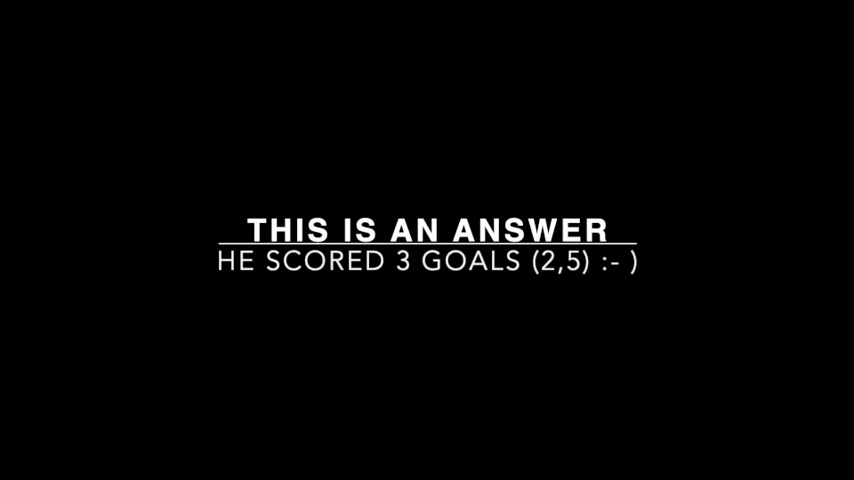 THIS IS AN ANSWER
HE SCORED 3 GOALS (2,5) :- )